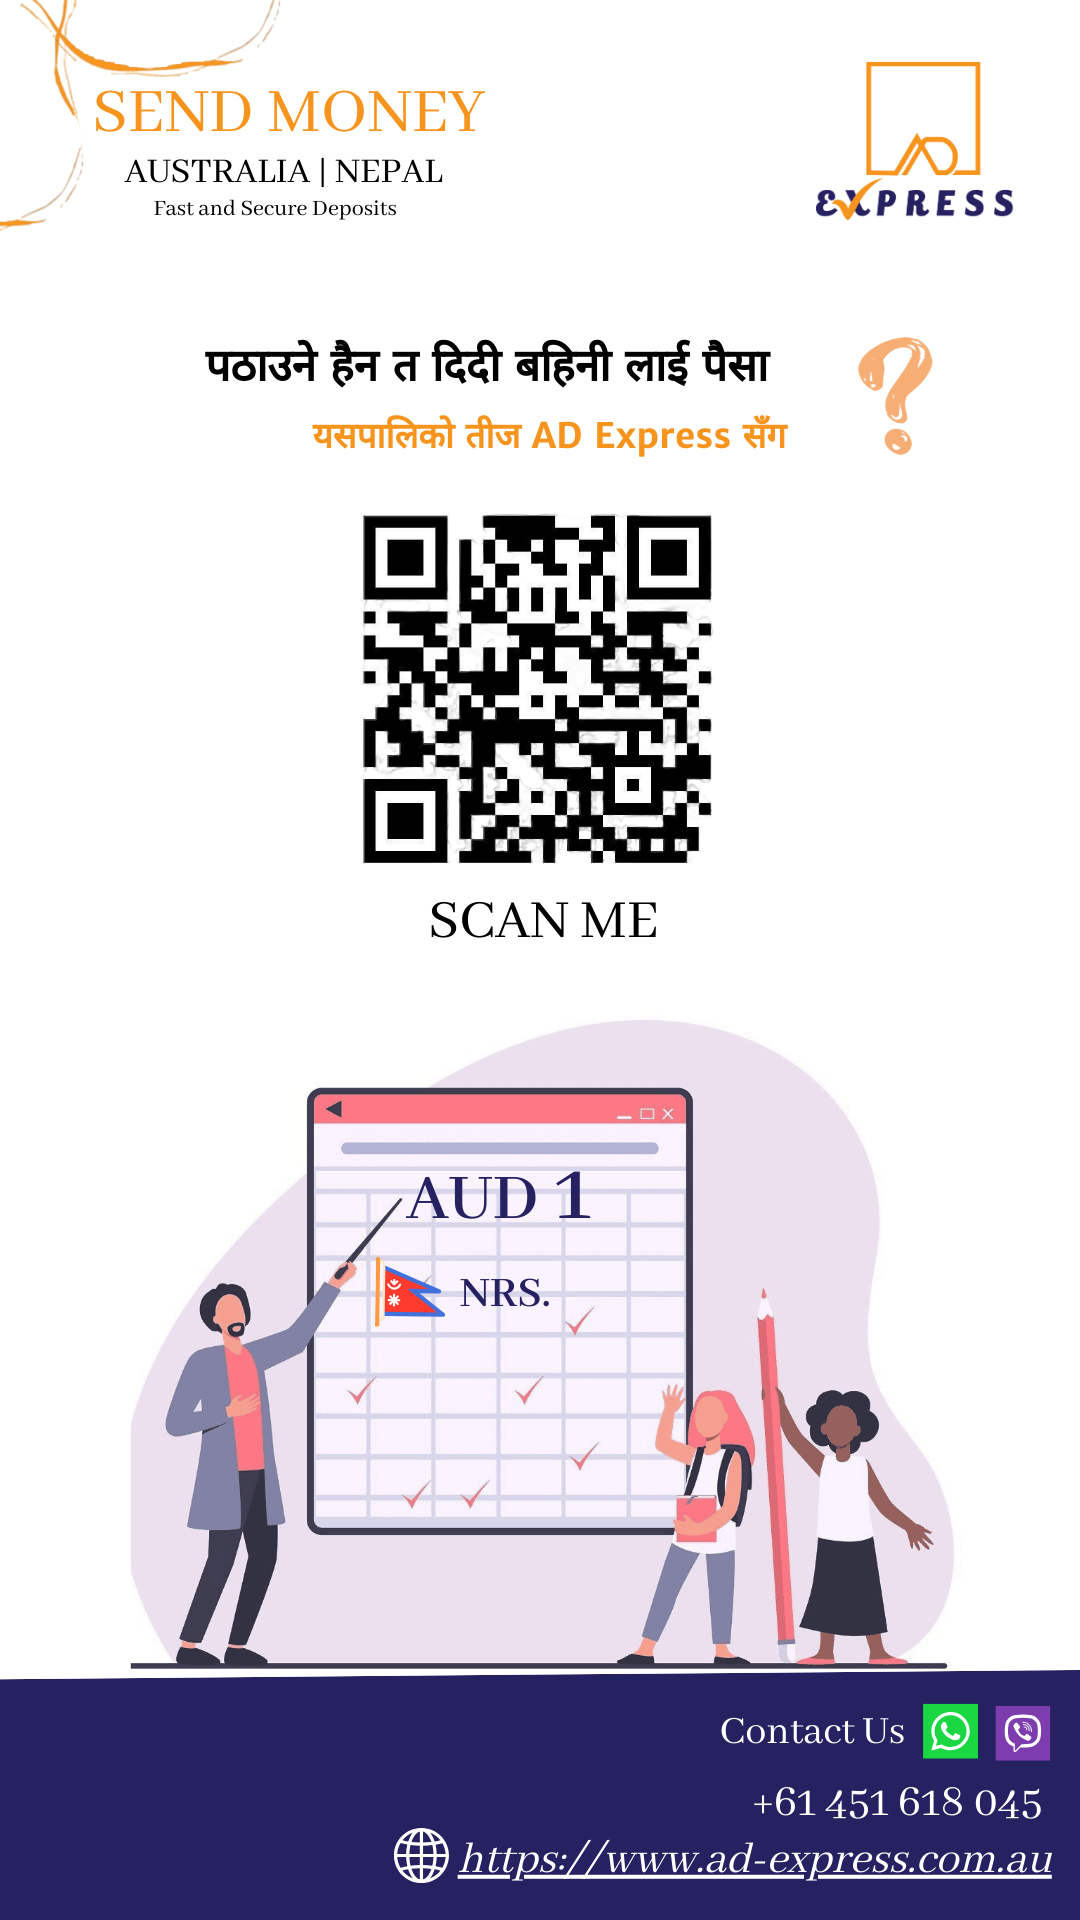 SEND MONEY
AUSTRALIA | NEPAL
Fast and Secure Deposits
AD
EXPRESS
पठाउने हैन त दिदी बहिनी लाई पैसा ?
यसपालिको तीज AD Express सँग
SCAN ME
AUD 1
NRS.
Contact Us
+61 451 618 045
https://www.ad-express.com.au